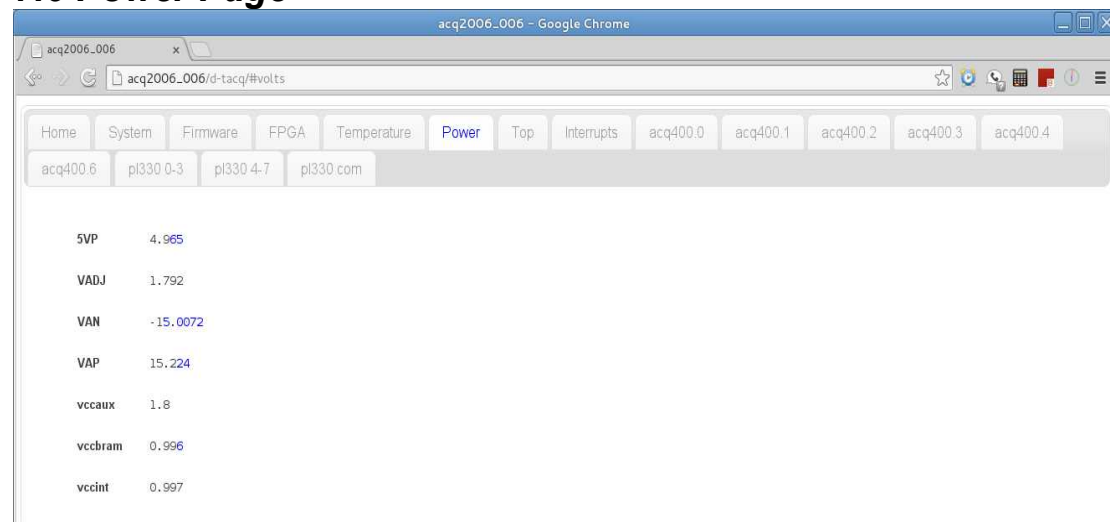 acq2006_006 - Google Chrome
acq2006_006 x
acq2006_006/d-tacq/#volts
Home System Firmware FPGA Temperature Power Top Interrupts acq400.0 acq400.1 acq400.2 acq400.3 acq400.4
acq400.6 pl330 0-3 pl330 4-7 pl330 com
5VP 4.965
VADJ 1.792
VAN -15.0072
VAP 15.224
vccaux 1.8
vccbram 0.996
vccint 0.997